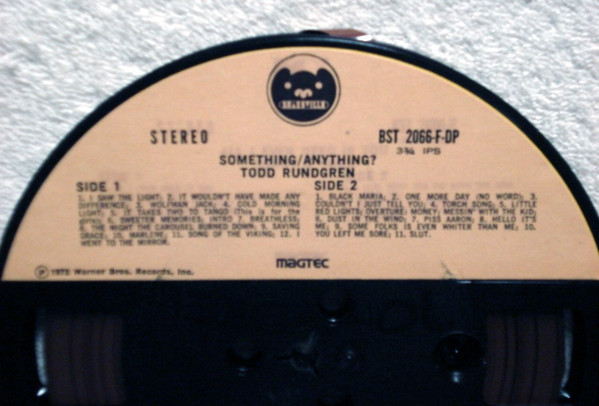 BEARSVILLE
STEREO
BST 2066-F-DP
3¾ IPS
SOMETHING/ANYTHING?
TODD RUNDGREN
SIDE 1
1. I SAW THE LIGHT; 2. IT WOULDN'T HAVE MADE ANY
DIFFERENCE; 3. WOLFMAN JACK; 4. COLD MORNING
LIGHT; 5. IT TAKES TWO TO TANGO (This is for the
girls); 6. SWEETER MEMORIES; INTRO 7. BREATHLESS;
8. THE NIGHT THE CAROUSEL BURNED DOWN; 9. SAVING
GRACE; 10. MARLENE; 11. SONG OF THE VIKING; 12. I
WENT TO THE MIRROR.
SIDE 2
1. BLACK MARIA; 2. ONE MORE DAY (NO WORD); 3.
COULDN'T I JUST TELL YOU; 4. TORCH SONG; 5. LITTLE
RED LIGHTS; OVERTURE; MONEY; MESSIN' WITH THE KID;
6. DUST IN THE WIND; 7. PISS AARON; 8. HELLO (IT'S
ME; 9. SOME FOLKS IS EVEN WHITER THAN ME; 10.
YOU LEFT ME SORE; 11. SLUT.
MAGTEC
Ⓟ 1972 Warner Bros. Records, Inc.